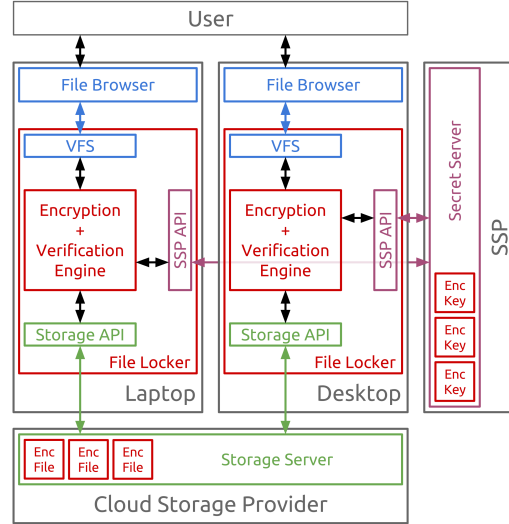 User
File Browser
VFS
Encryption
+
Verification
Engine
SSP API
Storage API
File Locker
Laptop
File Browser
VFS
Encryption
+
Verification
Engine
SSP API
Storage API
File Locker
Desktop
Secret Server
Enc
Key
Enc
Key
Enc
Key
SSP
Enc
File
Enc
File
Enc
File
Storage Server
Cloud Storage Provider